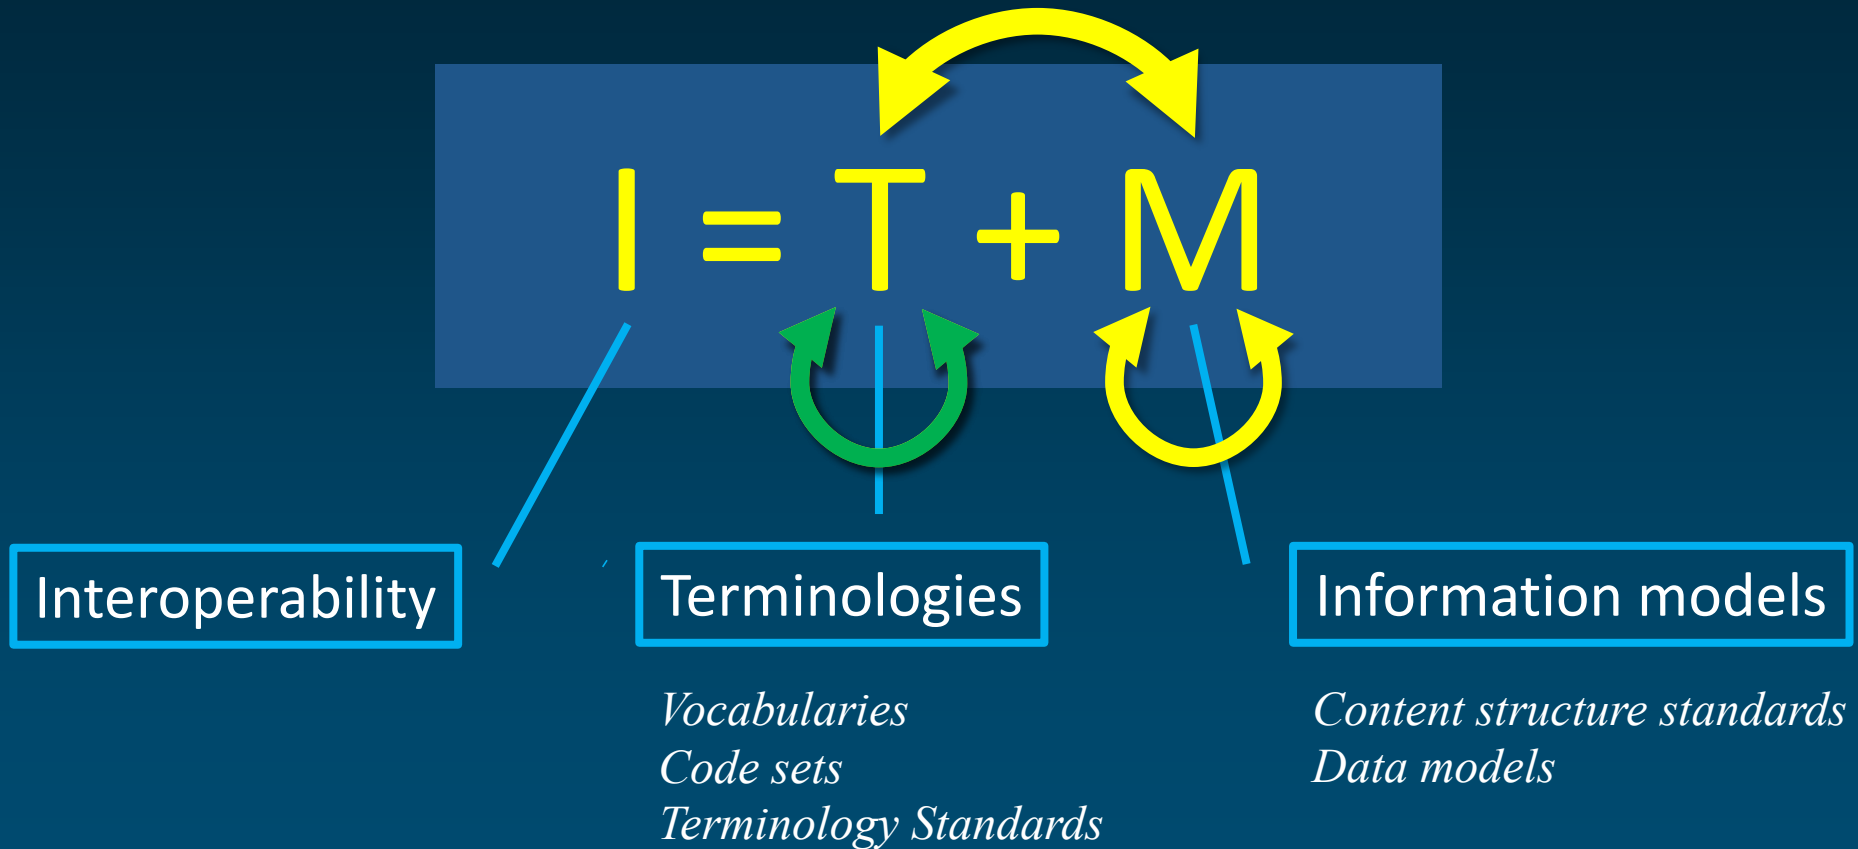 I = T + M
Interoperability
Terminologies
Information models
Vocabularies
Code sets
Terminology Standards
Content structure standards
Data models